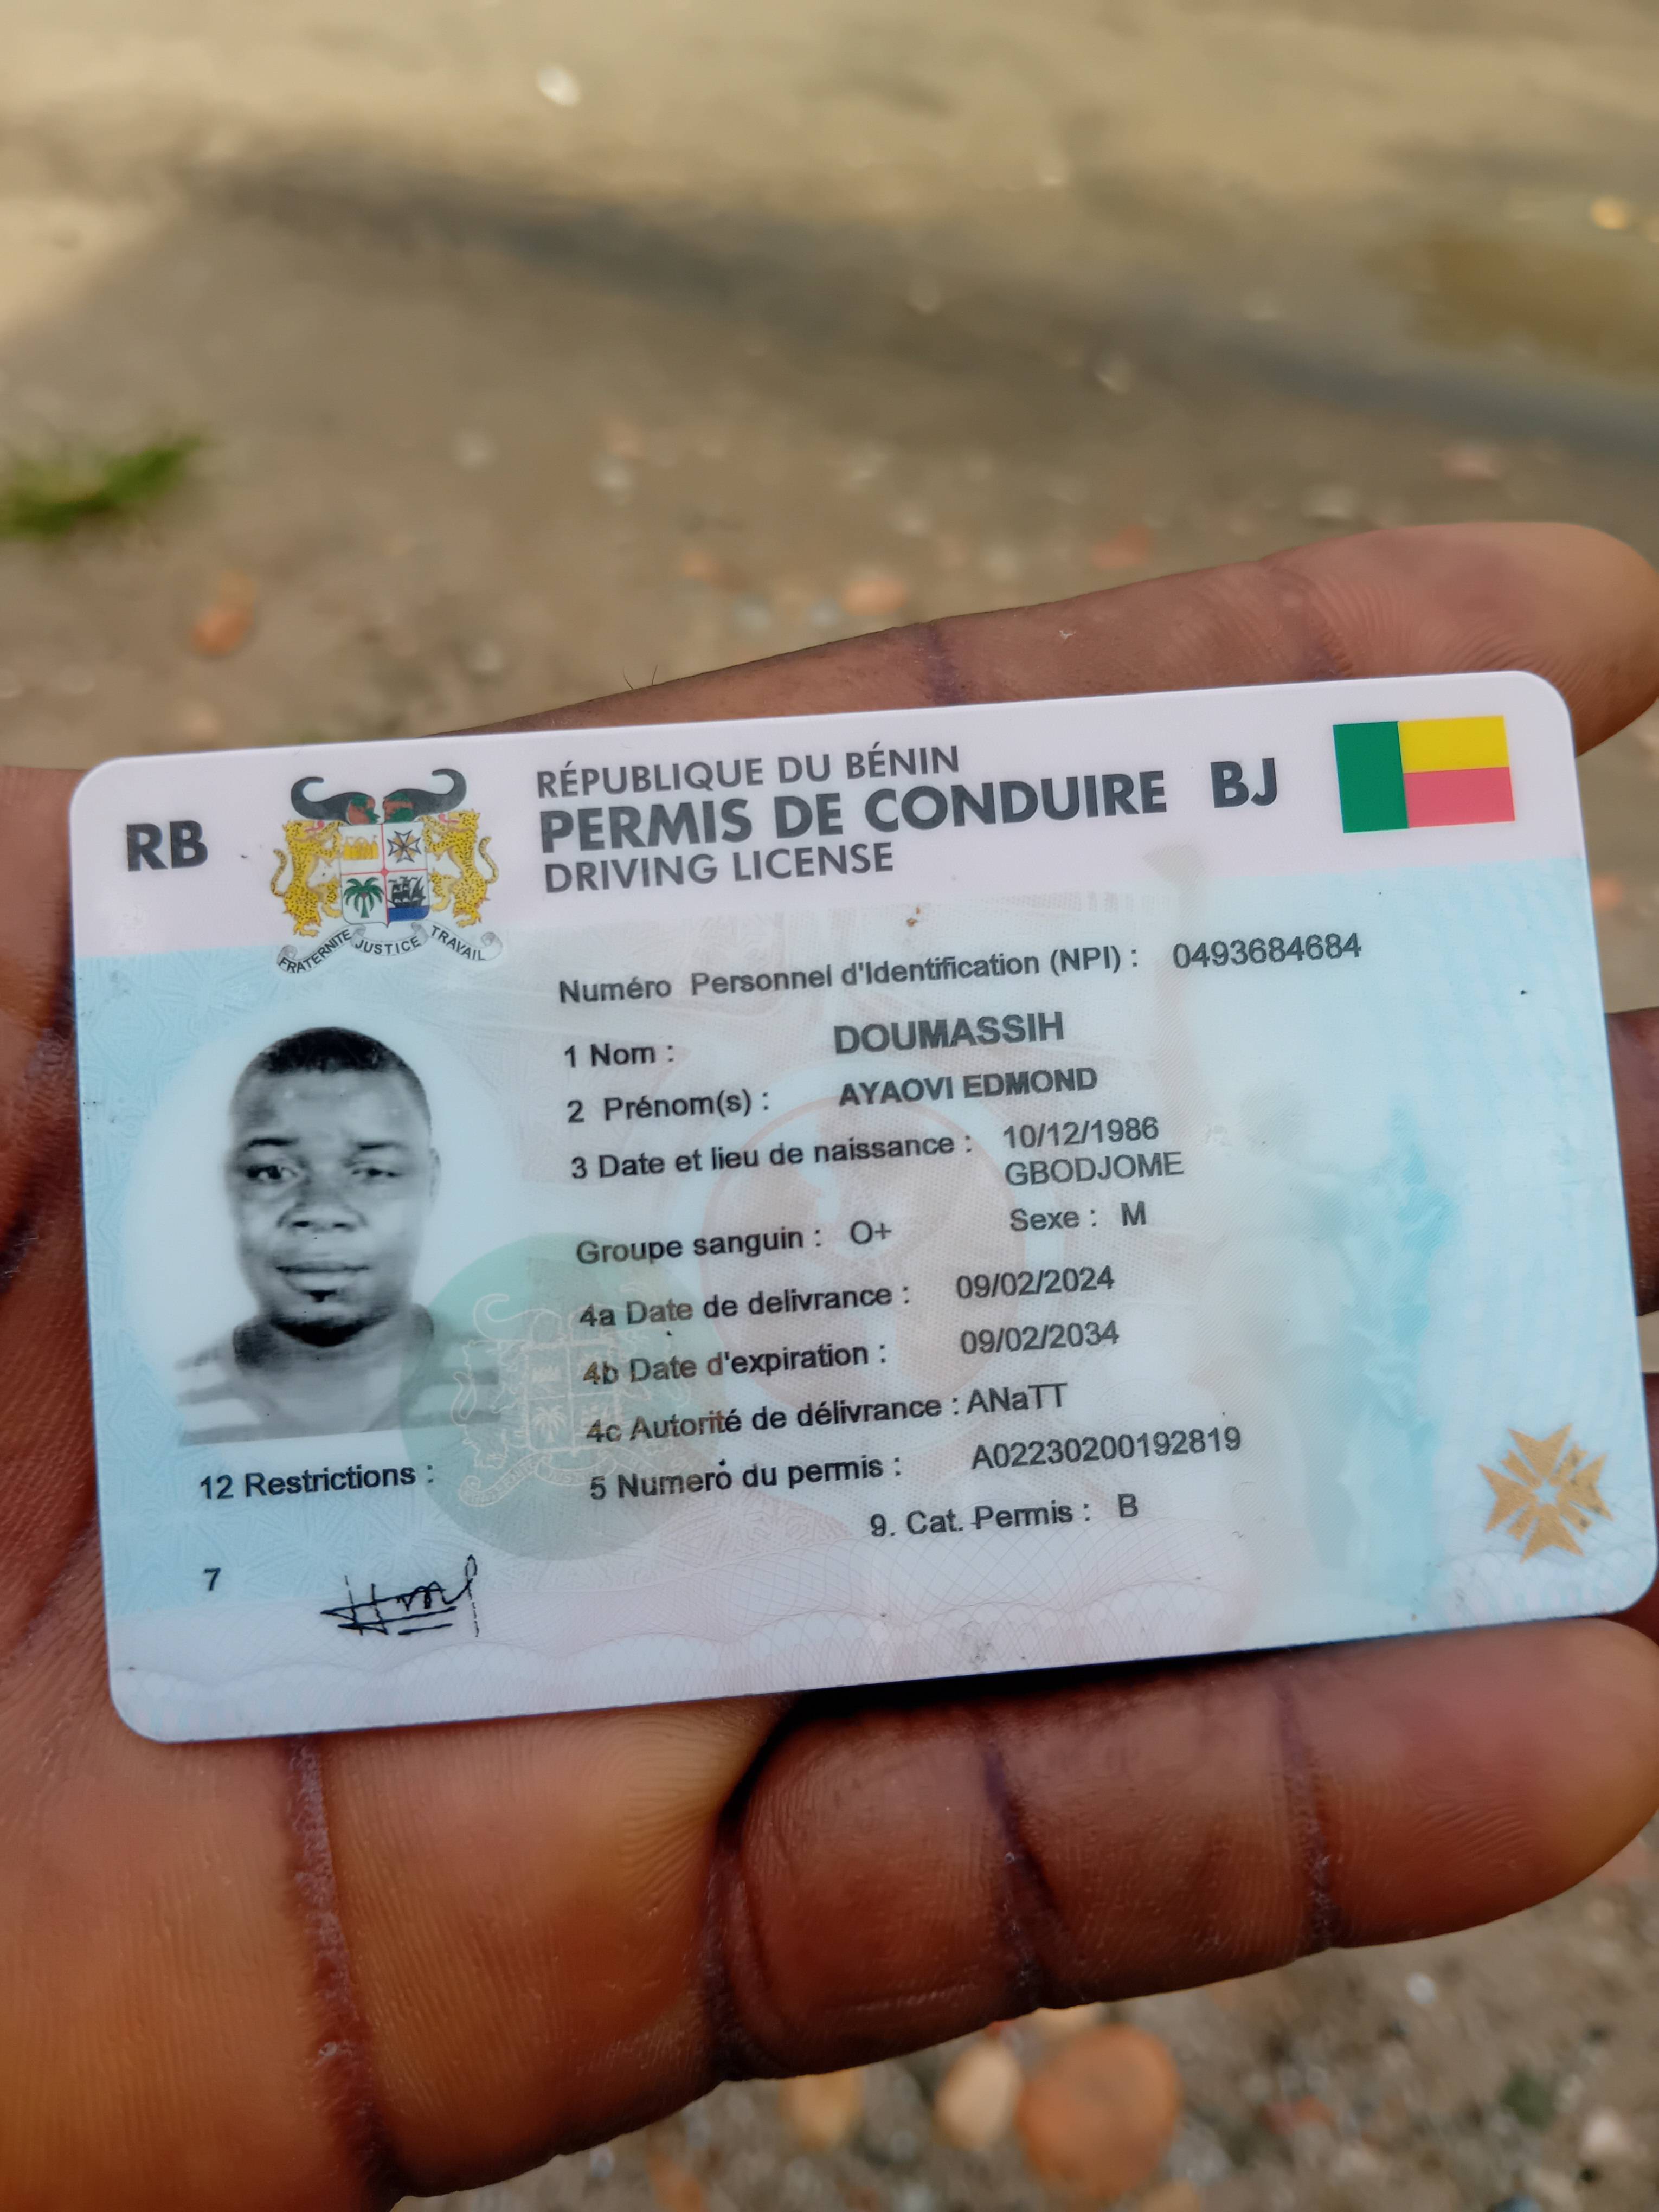 RB
FRATERNITE JUSTICE TRAVAIL
RÉPUBLIQUE DU BÉNIN
PERMIS DE CONDUIRE BJ
DRIVING LICENSE
Numéro Personnel d'Identification (NPI) : 0493684684
1 Nom : DOUMASSIH
2 Prénom(s) : AYAOVI EDMOND
3 Date et lieu de naissance : 10/12/1986
GBODJOME
Groupe sanguin : O+ Sexe : M
4a Date de delivrance : 09/02/2024
4b Date d'expiration : 09/02/2034
4c Autorité de délivrance : ANaTT
12 Restrictions : 5 Numero du permis : A02230200192819
9. Cat. Permis : B
7